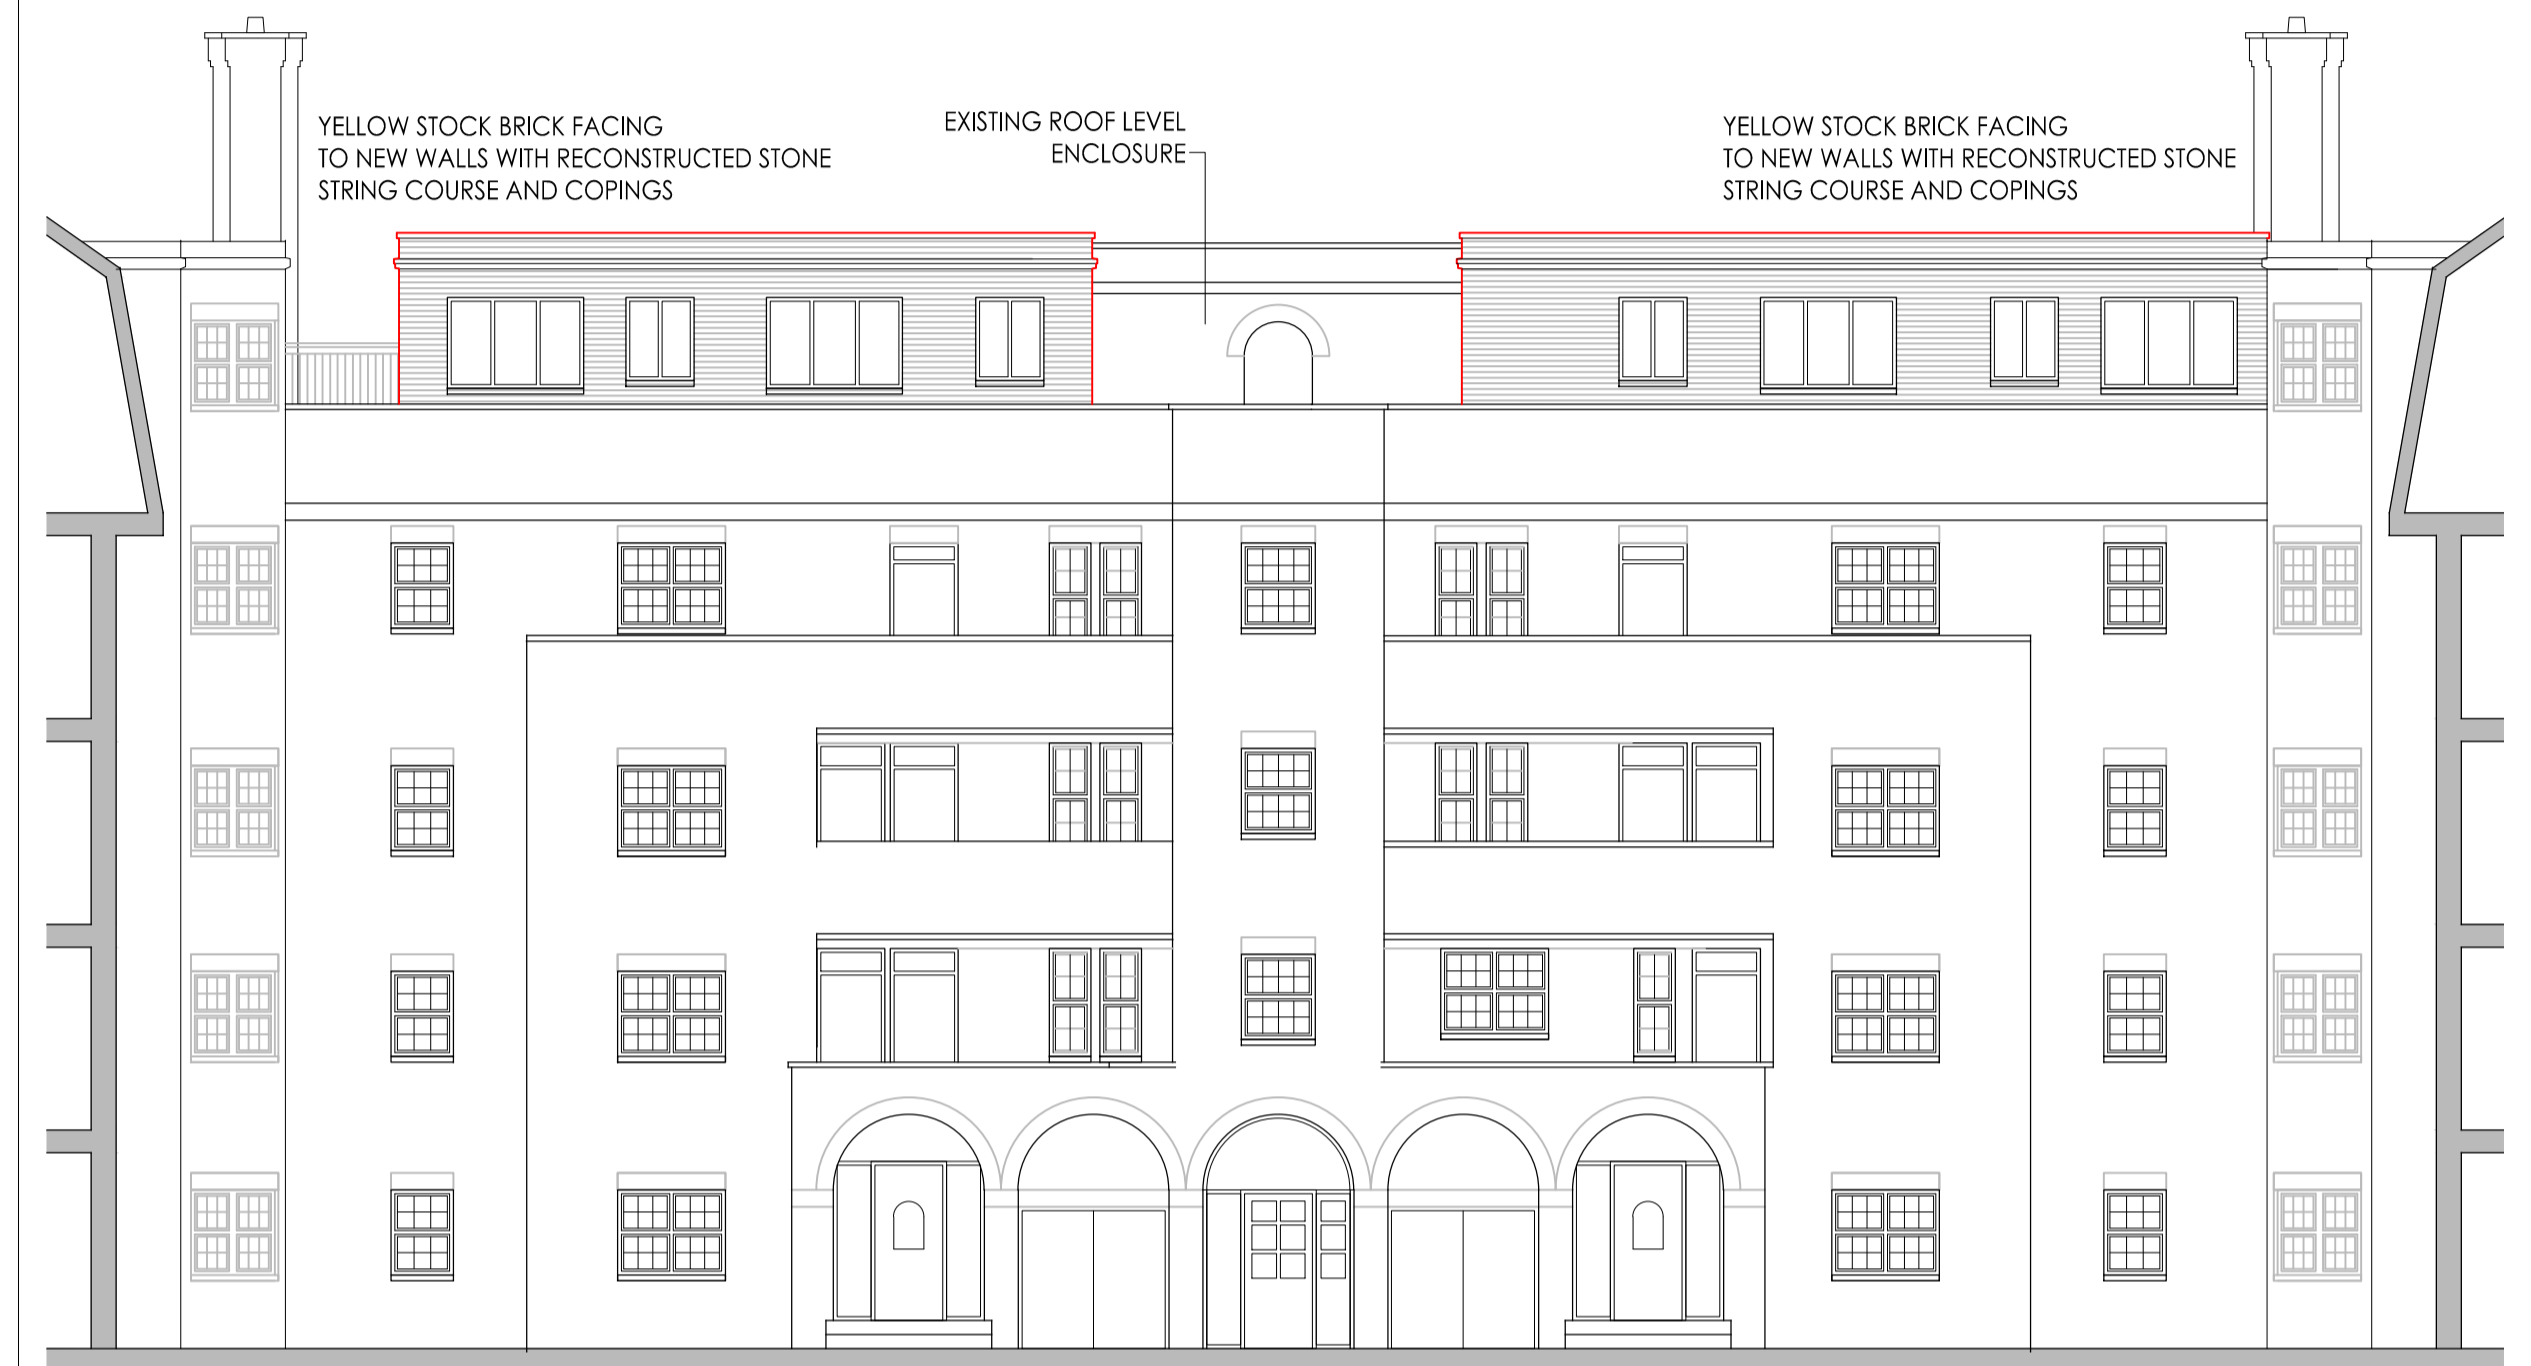 YELLOW STOCK BRICK FACING
TO NEW WALLS WITH RECONSTRUCTED STONE
STRING COURSE AND COPINGS
EXISTING ROOF LEVEL
ENCLOSURE
YELLOW STOCK BRICK FACING
TO NEW WALLS WITH RECONSTRUCTED STONE
STRING COURSE AND COPINGS